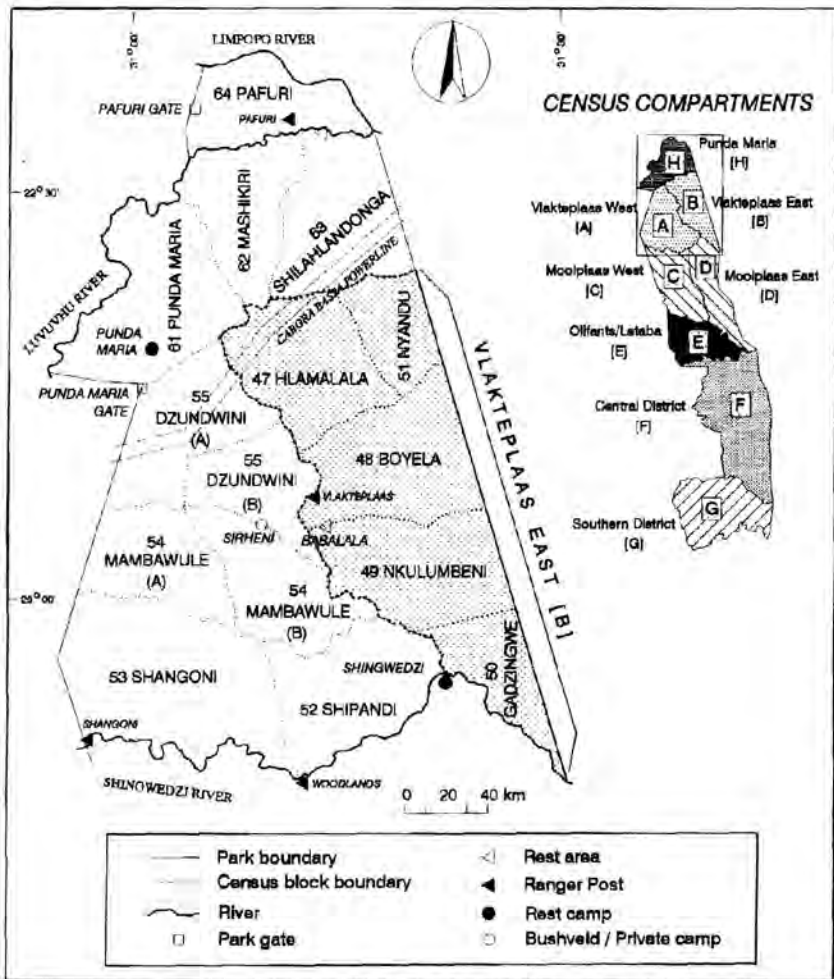 31°00
LIMPOPO RIVER
31°30
64 PAFURI
PAFURI GATE
PAFURI
CENSUS COMPARTMENTS
Punda Maria
[H]
H
22°30
Vlakteplaas West
[A]
A
B
Vlakteplaas East
[B]
Mooiplaas West
[C]
C
D
Mooiplaas East
[D]
Olifants/Letaba
[E]
E
Central District
[F]
F
Southern District
[G]
G
62 MASHIKIRI
63
SHILAHLANDONGA
CABORA BASSA POWERLINE
61 PUNDA MARIA
LUVUVHU RIVER
PUNDA
MARIA
PUNDA MARIA
GATE
47 HLAMALALA
51 NYANDU
55
DZUNDWINI
(A)
VLAKTEPLAAS EAST [B]
48 BOYELA
55
DZUNDWINI
(B)
VLAKTEPLAAS
SIRHENI
BABALALA
54
MAMBAWULE
(A)
49 NKULUMBENI
23°00
54
MAMBAWULE
(B)
53 SHANGONI
SHINGWEDZI
50
GADZINGWE
52 SHIPANDI
SHANGONI
WOODLANDS
SHINGWEDZI RIVER
0 20 40 km
Park boundary
Census block boundary
River
Park gate
Rest area
Ranger Post
Rest camp
Bushveld / Private camp